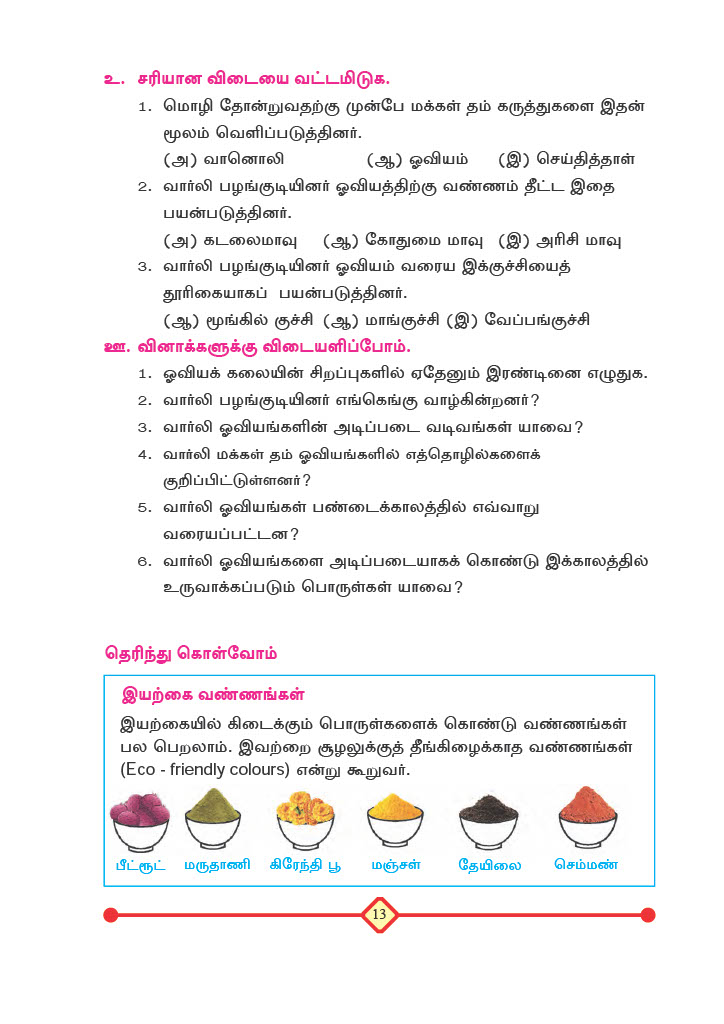 உ. சரியான விடையை வட்டமிடுக.
1. மொழி தோன்றுவதற்கு முன்பே மக்கள் தம் கருத்துகளை இதன்
மூலம் வெளிப்படுத்தினர்.
(அ) வானொலி (ஆ) ஓவியம் (இ) செய்தித்தாள்
2. வார்லி பழங்குடியினர் ஓவியத்திற்கு வண்ணம் தீட்ட இதை
பயன்படுத்தினர்.
(அ) கடலைமாவு (ஆ) கோதுமை மாவு (இ) அரிசி மாவு
3. வார்லி பழங்குடியினர் ஓவியம் வரைய இக்குச்சியைத்
தூரிகையாகப் பயன்படுத்தினர்.
(ஆ) மூங்கில் குச்சி (ஆ) மாங்குச்சி (இ) வேப்பங்குச்சி
ஊ. வினாக்களுக்கு விடையளிப்போம்.
1. ஓவியக் கலையின் சிறப்புகளில் ஏதேனும் இரண்டினை எழுதுக.
2. வார்லி பழங்குடியினர் எங்கெங்கு வாழ்கின்றனர்?
3. வார்லி ஓவியங்களின் அடிப்படை வடிவங்கள் யாவை?
4. வார்லி மக்கள் தம் ஓவியங்களில் எத்தொழில்களைக்
குறிப்பிட்டுள்ளனர்?
5. வார்லி ஓவியங்கள் பண்டைக்காலத்தில் எவ்வாறு
வரையப்பட்டன?
6. வார்லி ஓவியங்களை அடிப்படையாகக் கொண்டு இக்காலத்தில்
உருவாக்கப்படும் பொருள்கள் யாவை?
தெரிந்து கொள்வோம்
இயற்கை வண்ணங்கள்
இயற்கையில் கிடைக்கும் பொருள்களைக் கொண்டு வண்ணங்கள்
பல பெறலாம். இவற்றை சூழலுக்குத் தீங்கிழைக்காத வண்ணங்கள்
(Eco - friendly colours) என்று கூறுவர்.
பீட்ரூட் மருதாணி கிரேந்தி பூ மஞ்சள் தேயிலை செம்மண்
13